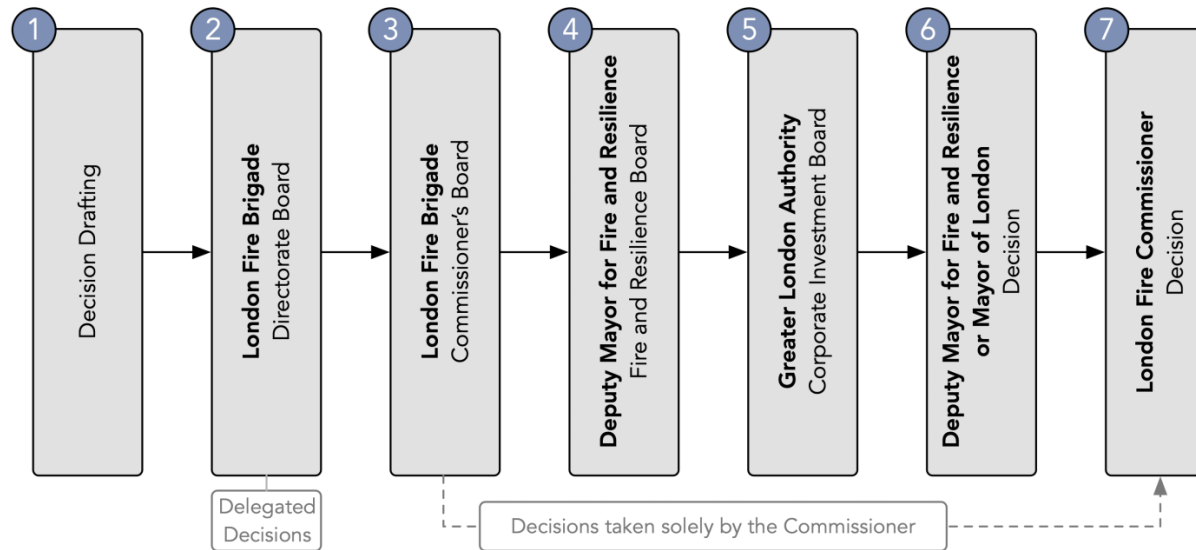 1
Decision Drafting
2
London Fire Brigade
Directorate Board
3
London Fire Brigade
Commissioner’s Board
4
Deputy Mayor for Fire and Resilience
Fire and Resilience Board
5
Greater London Authority
Corporate Investment Board
6
Deputy Mayor for Fire and Resilience
or Mayor of London
Decision
7
London Fire Commissioner
Decision
Delegated
Decisions
Decisions taken solely by the Commissioner